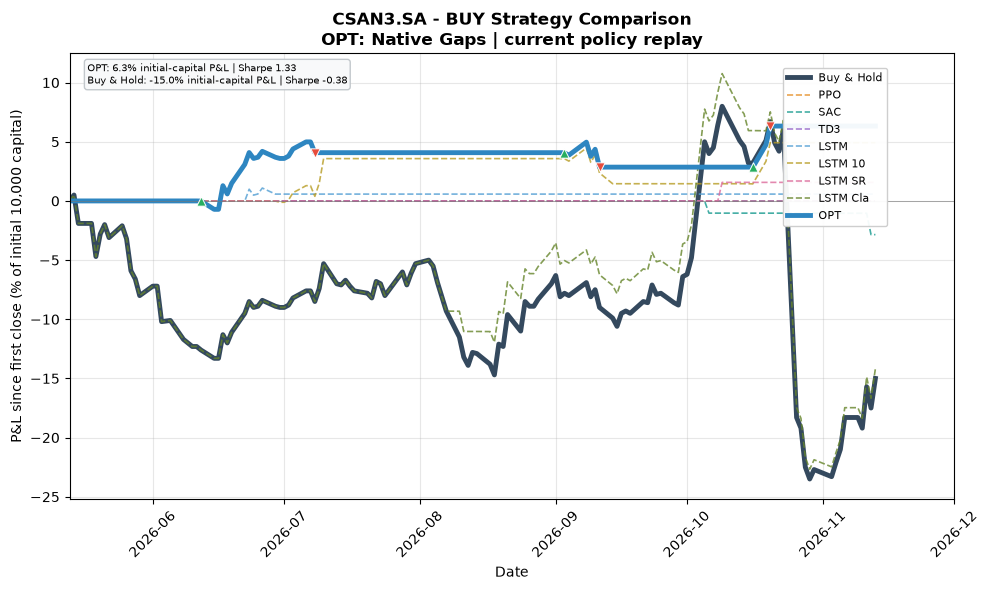 CSAN3.SA - BUY Strategy Comparison
OPT: Native Gaps | current policy replay
OPT: 6.3% initial-capital P&L | Sharpe 1.33
Buy & Hold: -15.0% initial-capital P&L | Sharpe -0.38
Buy & Hold
PPO
SAC
TD3
LSTM
LSTM 10
LSTM SR
LSTM Cla
OPT
P&L since first close (% of initial 10,000 capital)
10
5
0
−5
−10
−15
−20
−25
2026-06
2026-07
2026-08
2026-09
2026-10
2026-11
2026-12
Date